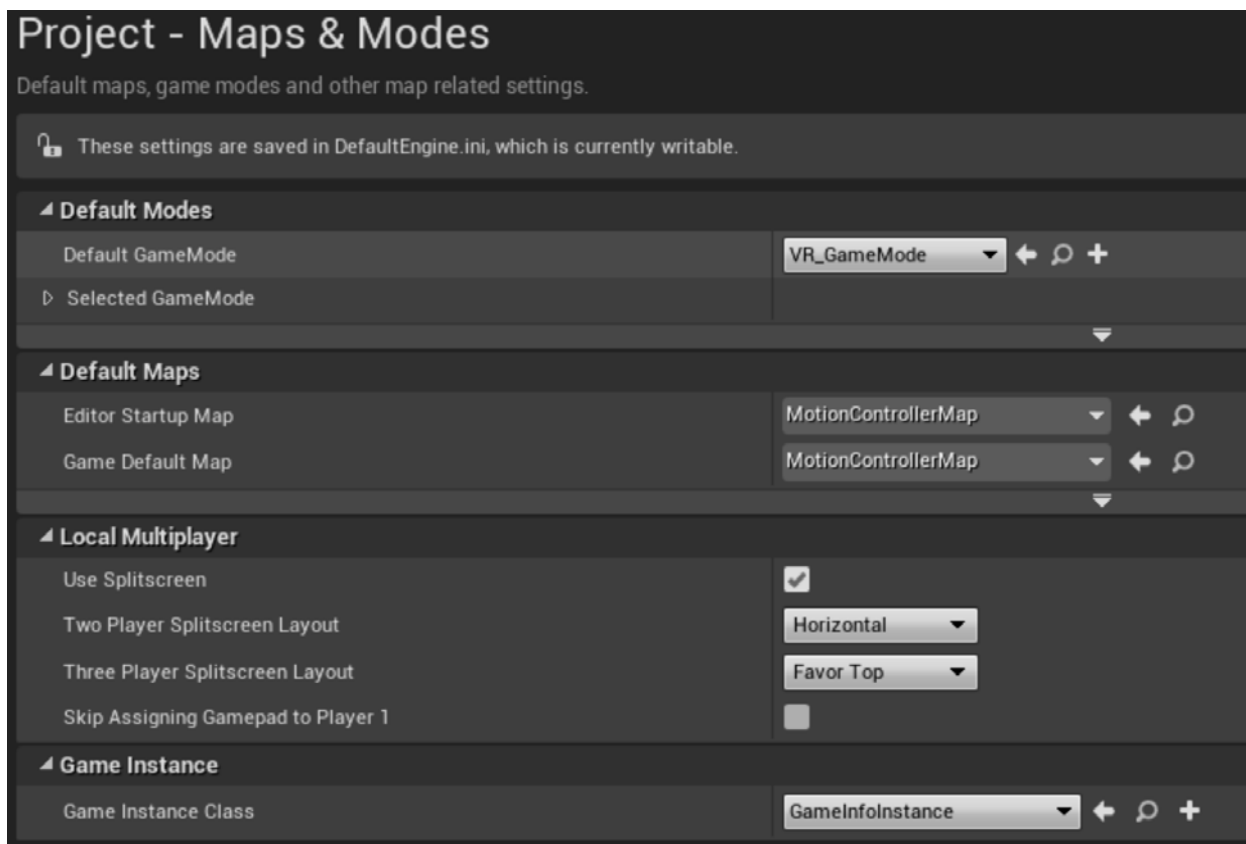 Project - Maps & Modes
Default maps, game modes and other map related settings.
These settings are saved in DefaultEngine.ini, which is currently writable.
Default Modes
Default GameMode VR_GameMode
Selected GameMode
Default Maps
Editor Startup Map MotionControllerMap
Game Default Map MotionControllerMap
Local Multiplayer
Use Splitscreen
Two Player Splitscreen Layout Horizontal
Three Player Splitscreen Layout Favor Top
Skip Assigning Gamepad to Player 1
Game Instance
Game Instance Class GameInfoInstance